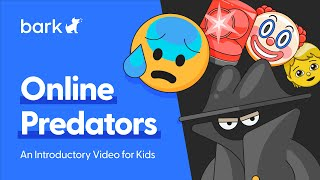 bark
Online
Predators
An Introductory Video for Kids